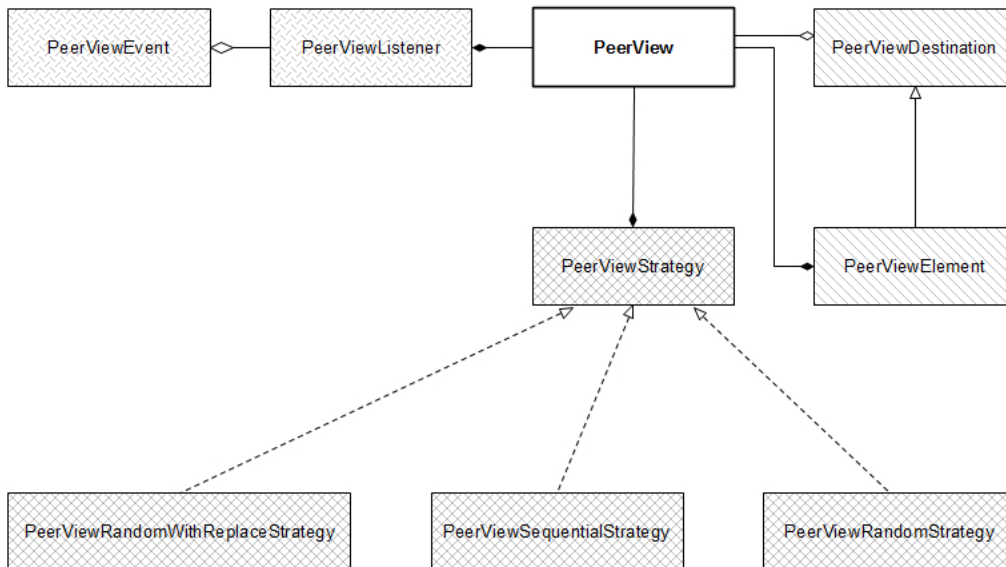 PeerViewEvent
PeerViewListener
PeerView
PeerViewDestination
PeerViewStrategy
PeerViewElement
PeerViewRandomWithReplaceStrategy
PeerViewSequentialStrategy
PeerViewRandomStrategy